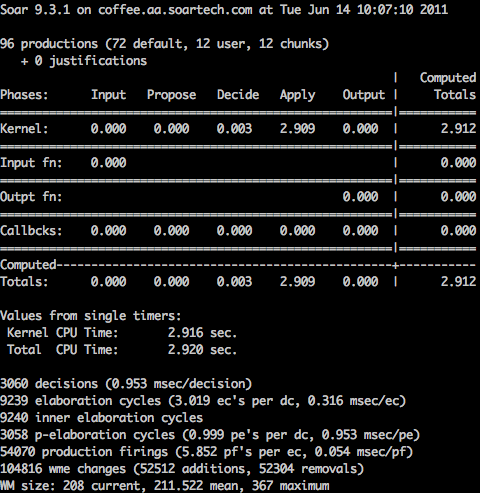 Soar 9.3.1 on coffee.aa.soartech.com at Tue Jun 14 10:07:10 2011
96 productions (72 default, 12 user, 12 chunks)
+ 0 justifications
| Computed
Phases: Input Propose Decide Apply Output | Totals
===============================================================|===========
Kernel: 0.000 0.000 0.003 2.909 0.000 | 2.912
===============================================================|===========
Input fn: 0.000 | 0.000
===============================================================|===========
Outpt fn: 0.000 | 0.000
===============================================================|===========
Callbcks: 0.000 0.000 0.000 0.000 0.000 | 0.000
===============================================================|===========
Computed------------------------------------------------+-----------
Totals: 0.000 0.000 0.003 2.909 0.000 | 2.912
Values from single timers:
Kernel CPU Time: 2.916 sec.
Total CPU Time: 2.920 sec.
3060 decisions (0.953 msec/decision)
9239 elaboration cycles (3.019 ec's per dc, 0.316 msec/ec)
9240 inner elaboration cycles
3058 p-elaboration cycles (0.999 pe's per dc, 0.953 msec/pe)
54070 production firings (5.852 pf's per ec, 0.054 msec/pf)
104816 wme changes (52512 additions, 52304 removals)
WM size: 208 current, 211.522 mean, 367 maximum